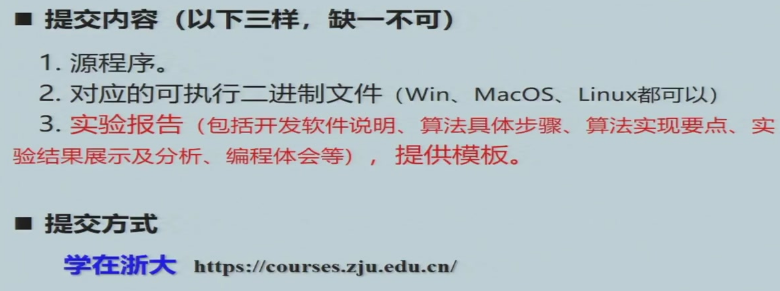 ■ 提交内容（以下三样，缺一不可）
1. 源程序。
2. 对应的可执行二进制文件（Win、MacOS、Linux都可以）
3. 实验报告（包括开发软件说明、算法具体步骤、算法实现要点、实
验结果展示及分析、编程体会等），提供模板。
■ 提交方式
学在浙大 https://courses.zju.edu.cn/